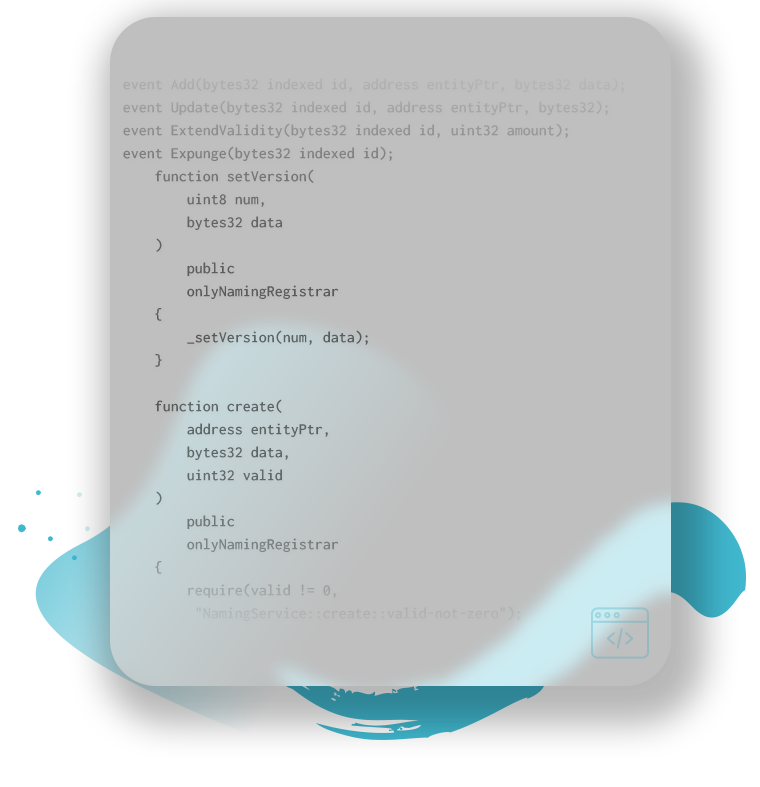 event Add(bytes32 indexed id, address entityPtr, bytes32 data);
event Update(bytes32 indexed id, address entityPtr, bytes32);
event ExtendValidity(bytes32 indexed id, uint32 amount);
event Expunge(bytes32 indexed id);
    function setVersion(
        uint8 num,
        bytes32 data
    )
        public
        onlyNamingRegistrar
    {
        _setVersion(num, data);
    }

    function create(
        address entityPtr,
        bytes32 data,
        uint32 valid
    )
        public
        onlyNamingRegistrar
    {
        require(valid != 0,
         "NamingService::create::valid-not-zero");
</>